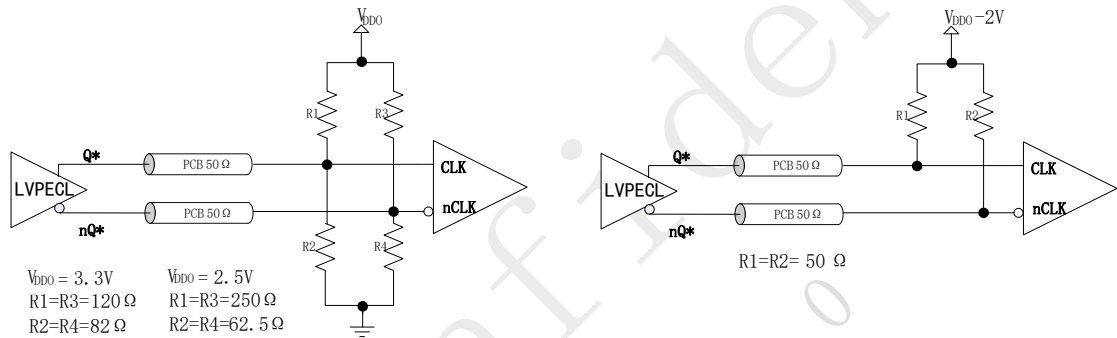 VDDO
R1
R3
Q*
PCB 50 Ω
CLK
LVPECL
PCB 50 Ω
nCLK
nQ*
R2
R4
VDDO = 3.3V
R1=R3=120 Ω
R2=R4=82 Ω
VDDO = 2.5V
R1=R3=250 Ω
R2=R4=62.5 Ω
VDDO-2V
R1
R2
Q*
PCB 50 Ω
CLK
LVPECL
PCB 50 Ω
nCLK
nQ*
R1=R2= 50 Ω